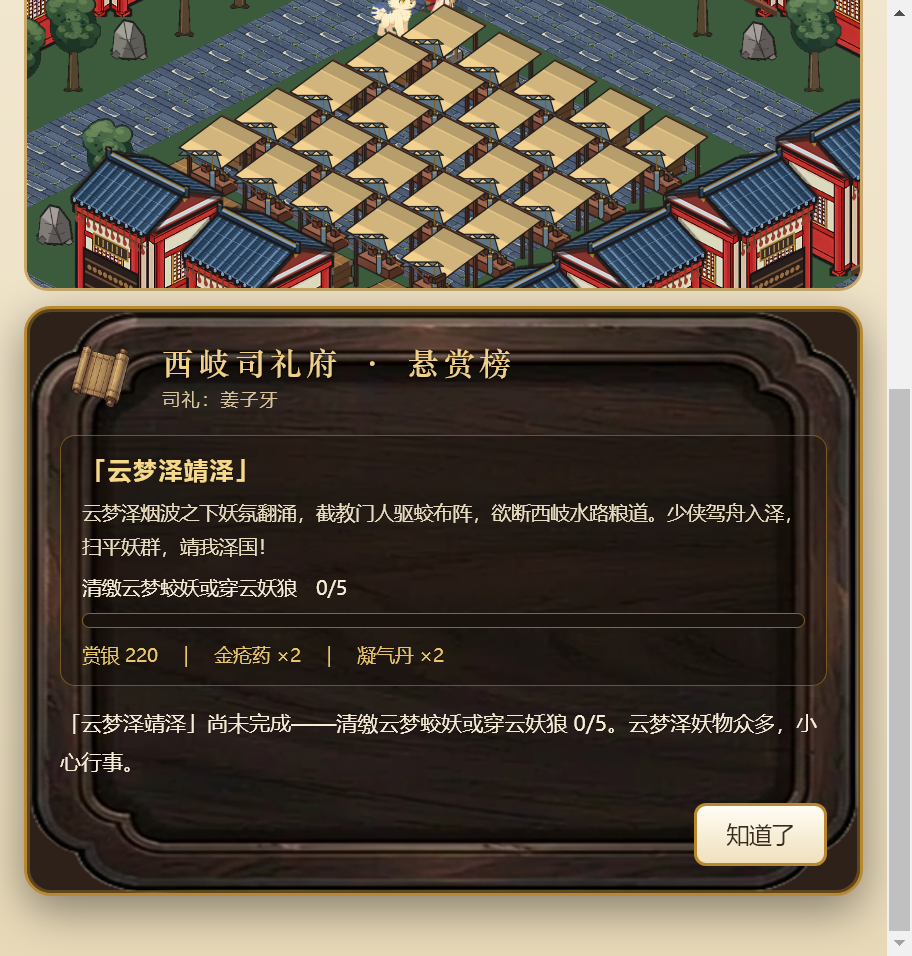 西岐司礼府 · 悬赏榜
司礼：姜子牙
「云梦泽靖泽」
云梦泽烟波之下妖氛翻涌，截教门人驱蛟布阵，欲断西岐水路粮道。少侠驾舟入泽，
扫平妖群，靖我泽国！
清缴云梦蛟妖或穿云妖狼 0/5
赏银 220 | 金疮药 ×2 | 凝气丹 ×2
「云梦泽靖泽」尚未完成——清缴云梦蛟妖或穿云妖狼 0/5。云梦泽妖物众多，小
心行事。
知道了